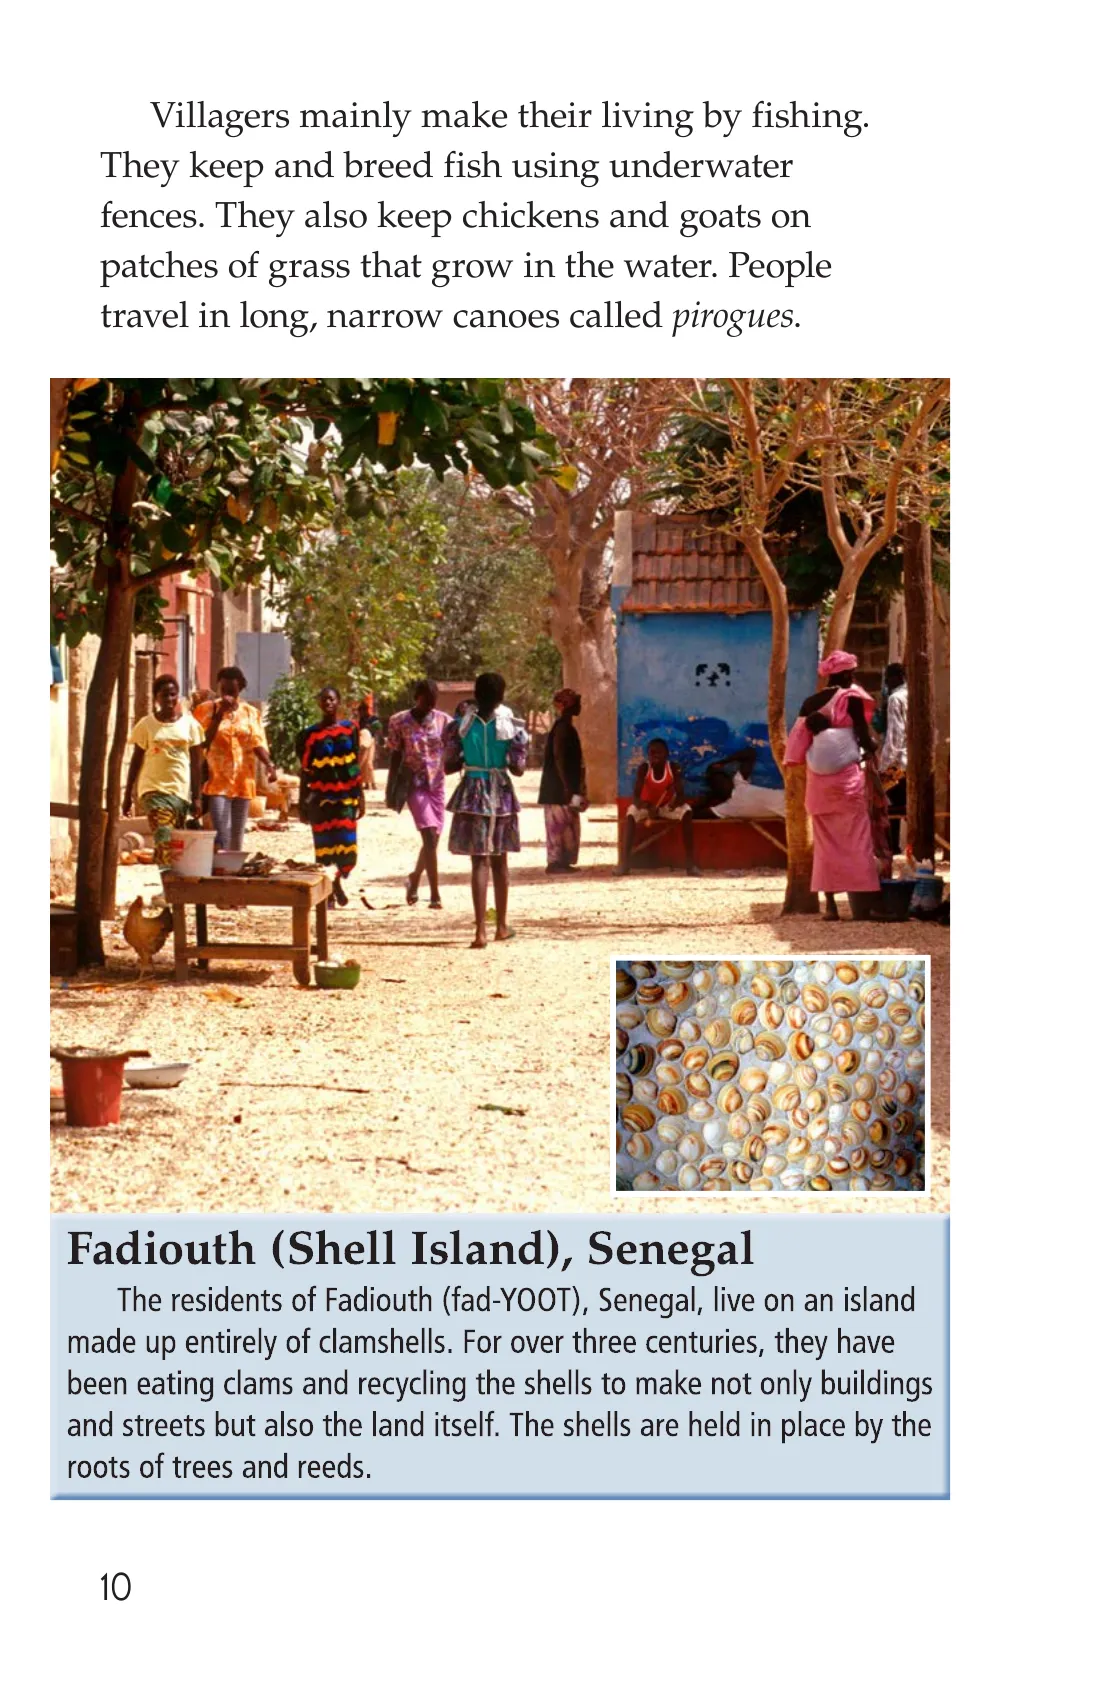 Villagers mainly make their living by fishing.
They keep and breed fish using underwater
fences. They also keep chickens and goats on
patches of grass that grow in the water. People
travel in long, narrow canoes called pirogues.
Fadiouth (Shell Island), Senegal
The residents of Fadiouth (fad-YOOT), Senegal, live on an island
made up entirely of clamshells. For over three centuries, they have
been eating clams and recycling the shells to make not only buildings
and streets but also the land itself. The shells are held in place by the
roots of trees and reeds.
10